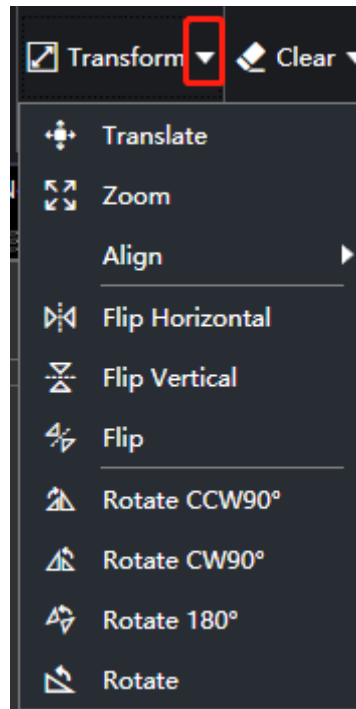 Transform Clear
Translate
Zoom
Align
Flip Horizontal
Flip Vertical
Flip
Rotate CCW90°
Rotate CW90°
Rotate 180°
Rotate